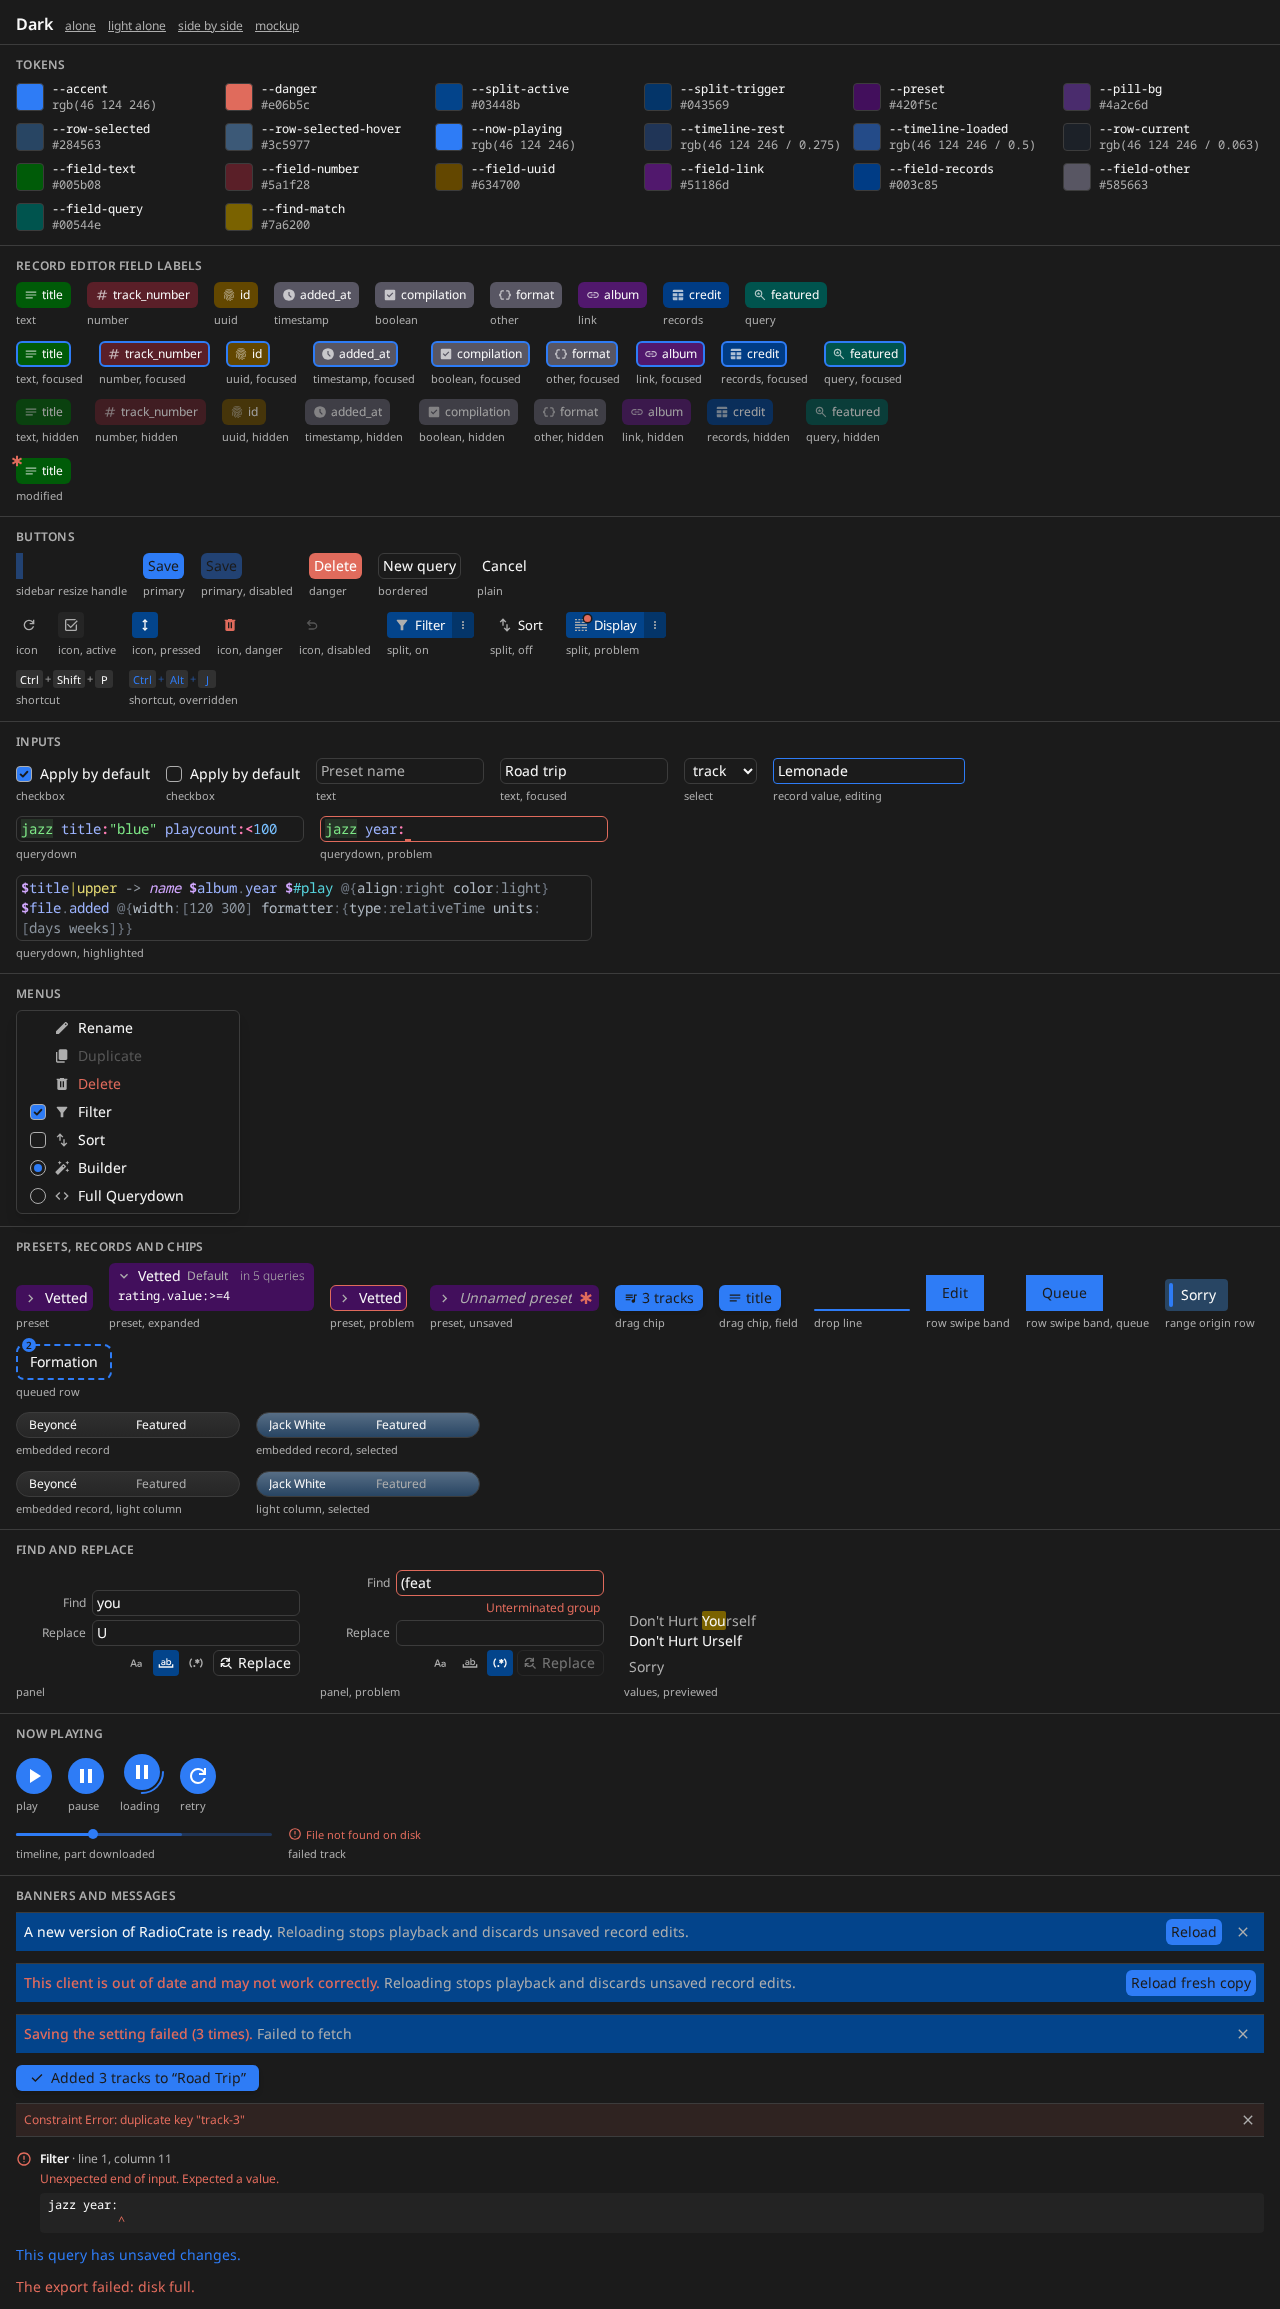 Dark alone light alone side by side mockup
TOKENS
--accent --danger --split-active --split-trigger --preset --pill-bg
rgb(46 124 246) #e06b5c #03448b #043569 #420f5c #4a2c6d
--row-selected --row-selected-hover --now-playing --timeline-rest --timeline-loaded --row-current
#284563 #3c5977 rgb(46 124 246) rgb(46 124 246 / 0.275) rgb(46 124 246 / 0.5) rgb(46 124 246 / 0.063)
--field-text --field-number --field-uuid --field-link --field-records --field-other
#005b08 #5a1f28 #634700 #51186d #003c85 #585663
--field-query --find-match
#00544e #7a6200
RECORD EDITOR FIELD LABELS
title track_number id added_at compilation format album credit featured
text number uuid timestamp boolean other link records query
title track_number id added_at compilation format album credit featured
text, focused number, focused uuid, focused timestamp, focused boolean, focused other, focused link, focused records, focused query, focused
title track_number id added_at compilation format album credit featured
text, hidden number, hidden uuid, hidden timestamp, hidden boolean, hidden other, hidden link, hidden records, hidden query, hidden
title
modified
BUTTONS
Save Save Delete New query Cancel
sidebar resize handle primary primary, disabled danger bordered plain
Filter Sort Display
icon icon, active icon, pressed icon, danger icon, disabled split, on split, off split, problem
Ctrl + Shift + P Ctrl + Alt + J
shortcut shortcut, overridden
INPUTS
Apply by default Apply by default Preset name Road trip track Lemonade
checkbox checkbox text text, focused select record value, editing
jazz title:"blue" playcount:<100 jazz year:
querydown querydown, problem
$title|upper -> name $album.year $#play @{align:right color:light}
$file.added @{width:[120 300] formatter:{type:relativeTime units:
[days weeks]}}
querydown, highlighted
MENUS
Rename
Duplicate
Delete
Filter
Sort
Builder
Full Querydown
PRESETS, RECORDS AND CHIPS
Vetted Vetted Default in 5 queries Vetted Unnamed preset 3 tracks title Edit Queue Sorry
rating.value:>=4
preset preset, expanded preset, problem preset, unsaved drag chip drag chip, field drop line row swipe band row swipe band, queue range origin row
2
Formation
queued row
Beyoncé Featured Jack White Featured
embedded record embedded record, selected
Beyoncé Featured Jack White Featured
embedded record, light column light column, selected
FIND AND REPLACE
Find you Find (feat
Unterminated group
Replace U Replace
Aa ab (.*) Replace Aa ab (.*) Replace
Don't Hurt Yourself
Don't Hurt Urself
Sorry
panel panel, problem values, previewed
NOW PLAYING
play pause loading retry
File not found on disk
timeline, part downloaded failed track
BANNERS AND MESSAGES
A new version of RadioCrate is ready. Reloading stops playback and discards unsaved record edits. Reload
This client is out of date and may not work correctly. Reloading stops playback and discards unsaved record edits. Reload fresh copy
Saving the setting failed (3 times). Failed to fetch
Added 3 tracks to “Road Trip”
Constraint Error: duplicate key "track-3"
Filter · line 1, column 11
Unexpected end of input. Expected a value.
jazz year:
^
This query has unsaved changes.
The export failed: disk full.